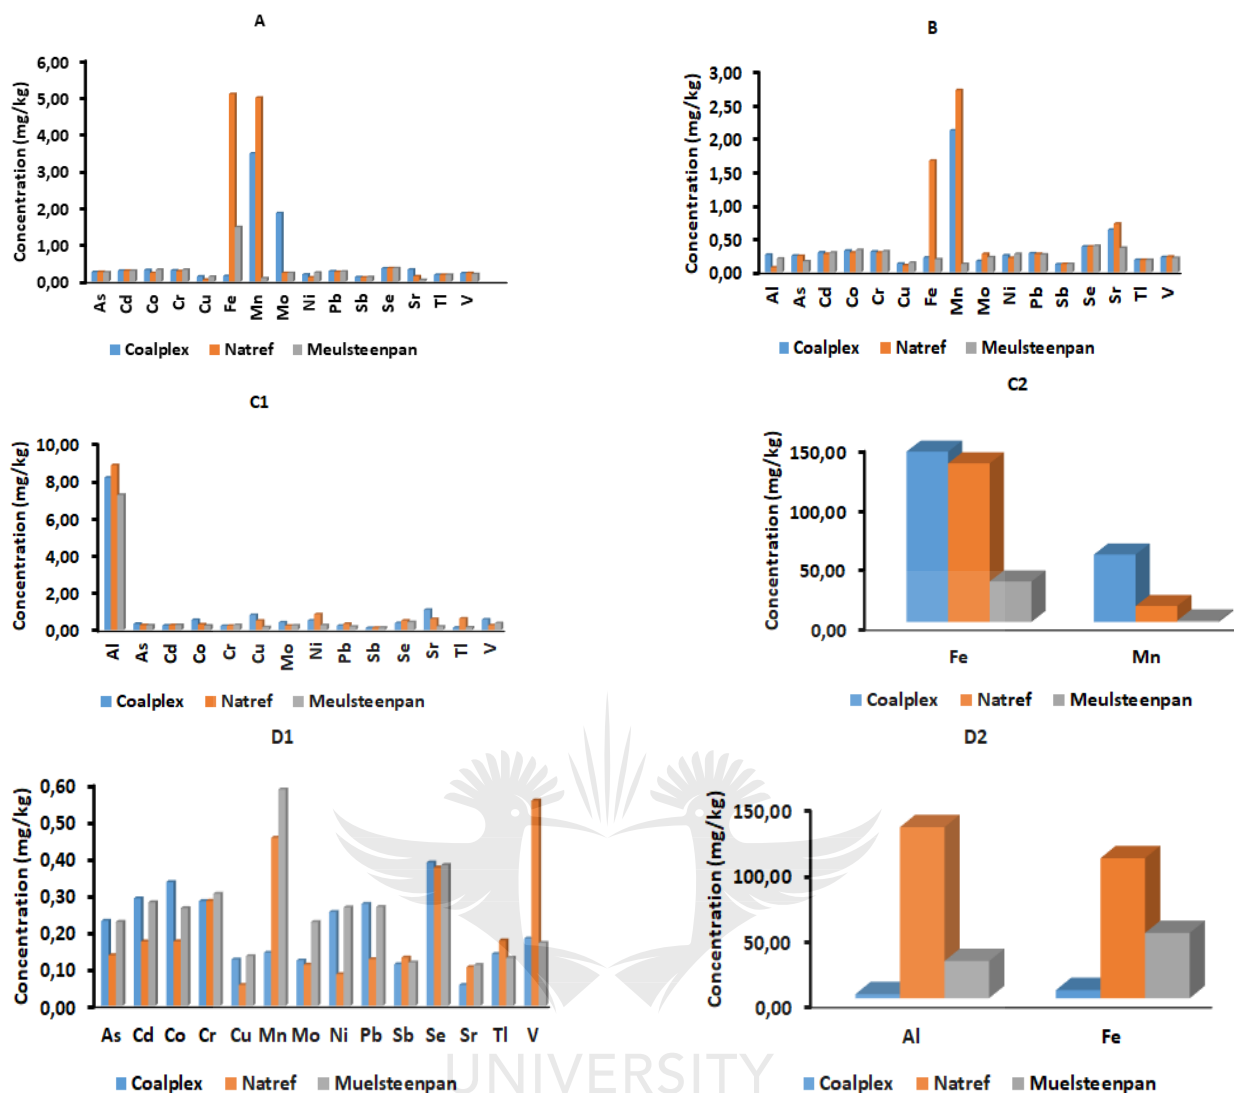 A
Concentration (mg/kg)
6,00
5,00
4,00
3,00
2,00
1,00
0,00
As Cd Co Cr Cu Fe Mn Mo Ni Pb Sb Se Sr Tl V
Coalplex Natref Meulsteenpan
B
Concentration (mg/kg)
3,00
2,50
2,00
1,50
1,00
0,50
0,00
Al As Cd Co Cr Cu Fe Mn Mo Ni Pb Sb Se Sr Tl V
Coalplex Natref Meulsteenpan
C1
Concentration (mg/kg)
10,00
8,00
6,00
4,00
2,00
0,00
Al As Cd Co Cr Cu Mo Ni Pb Sb Se Sr Tl V
Coalplex Natref Meulsteenpan
C2
Concentration (mg/kg)
150,00
100,00
50,00
0,00
Fe Mn
Coalplex Natref Meulsteenpan
D1
Concentration (mg/kg)
0,60
0,50
0,40
0,30
0,20
0,10
0,00
As Cd Co Cr Cu Mn Mo Ni Pb Sb Se Sr Tl V
Coalplex Natref Muelsteenpan
D2
Concentration (mg/kg)
150,00
100,00
50,00
0,00
Al Fe
Coalplex Natref Muelsteenpan
UNIVERSITY